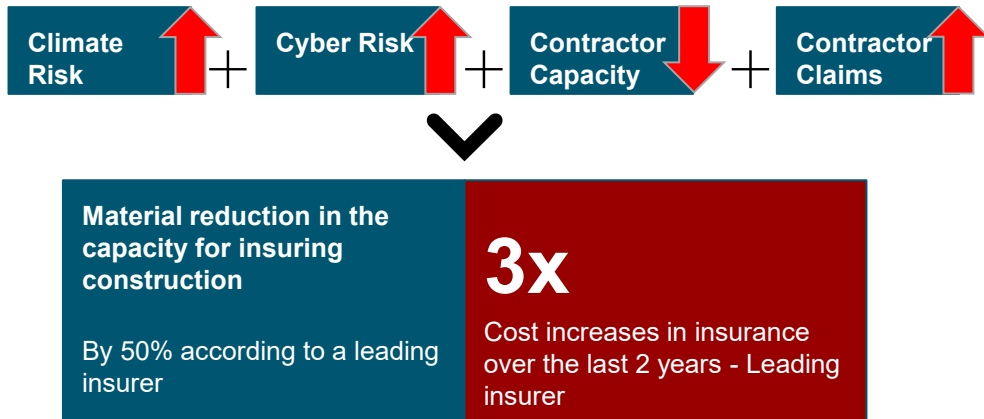 Climate
Risk
+
Cyber Risk
+
Contractor
Capacity
+
Contractor
Claims
Material reduction in the
capacity for insuring
construction
By 50% according to a leading
insurer
3x
Cost increases in insurance
over the last 2 years - Leading
insurer